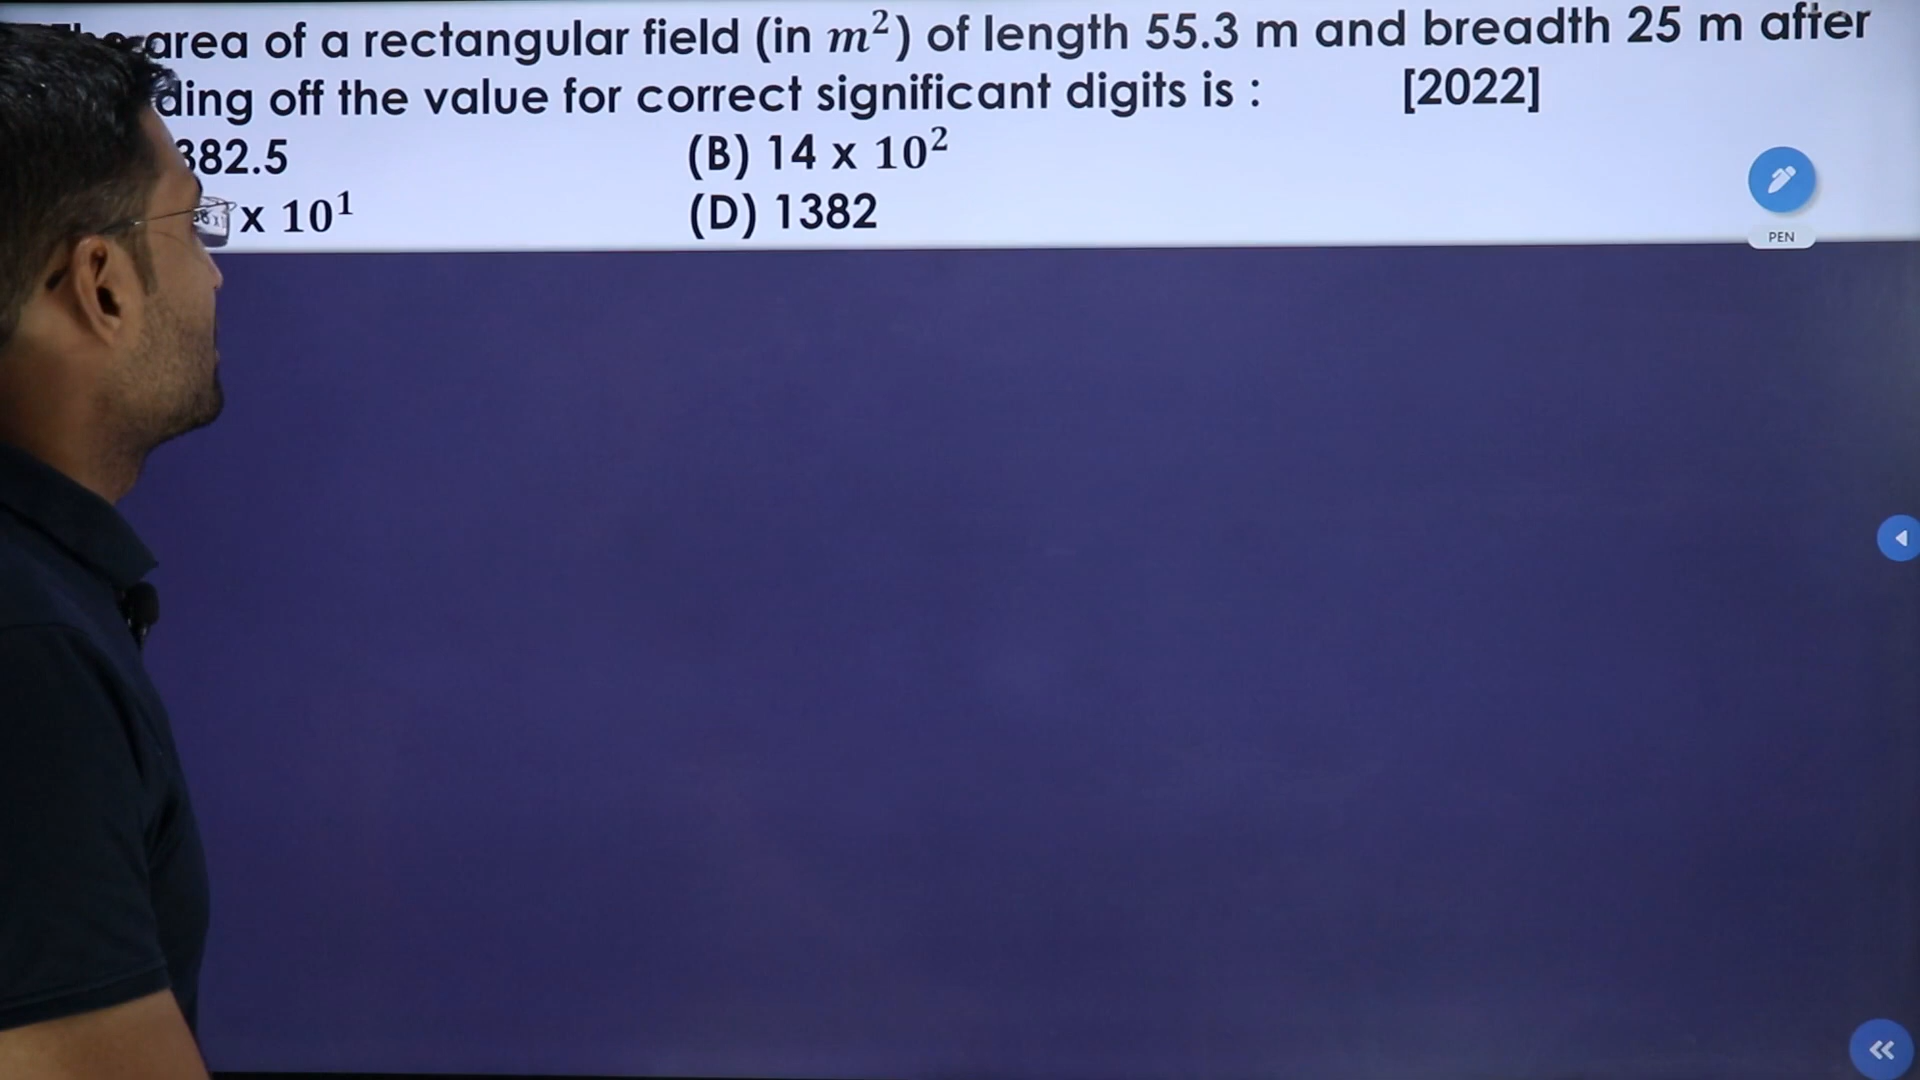 area of a rectangular field (in m²) of length 55.3 m and breadth 25 m after
ding off the value for correct significant digits is : [2022]
382.5 (B) 14 x 10²
x 10¹ (D) 1382
PEN